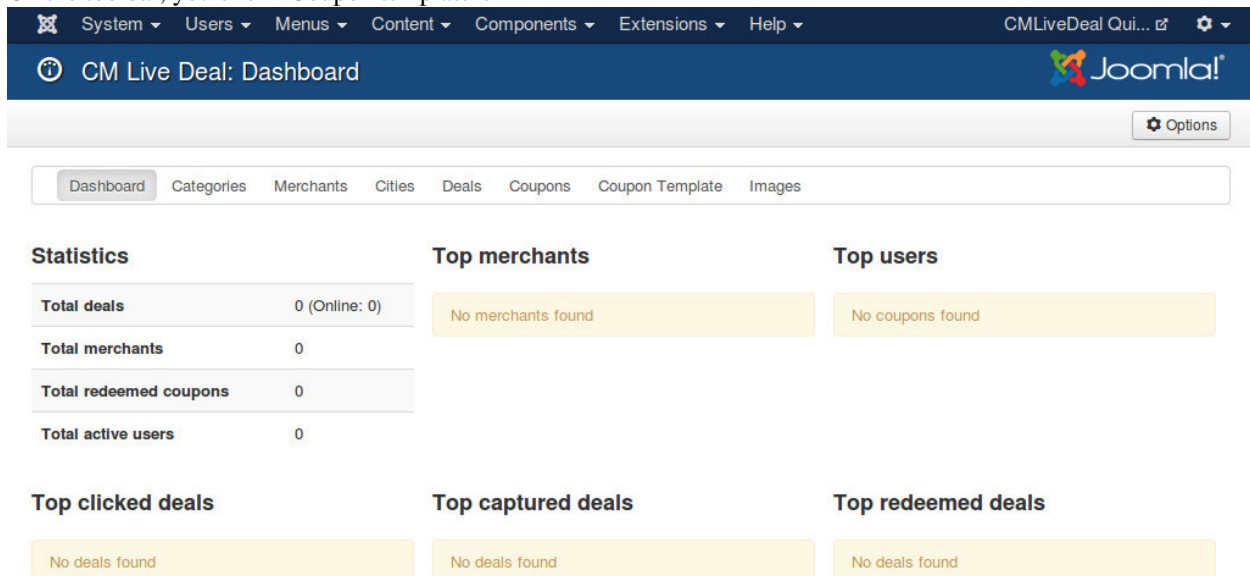 System Users Menus Content Components Extensions Help CMLiveDeal Qui...
CM Live Deal: Dashboard Joomla!
Options
Dashboard Categories Merchants Cities Deals Coupons Coupon Template Images
Statistics Top merchants Top users
Total deals 0 (Online: 0) No merchants found No coupons found
Total merchants 0
Total redeemed coupons 0
Total active users 0
Top clicked deals Top captured deals Top redeemed deals
No deals found No deals found No deals found